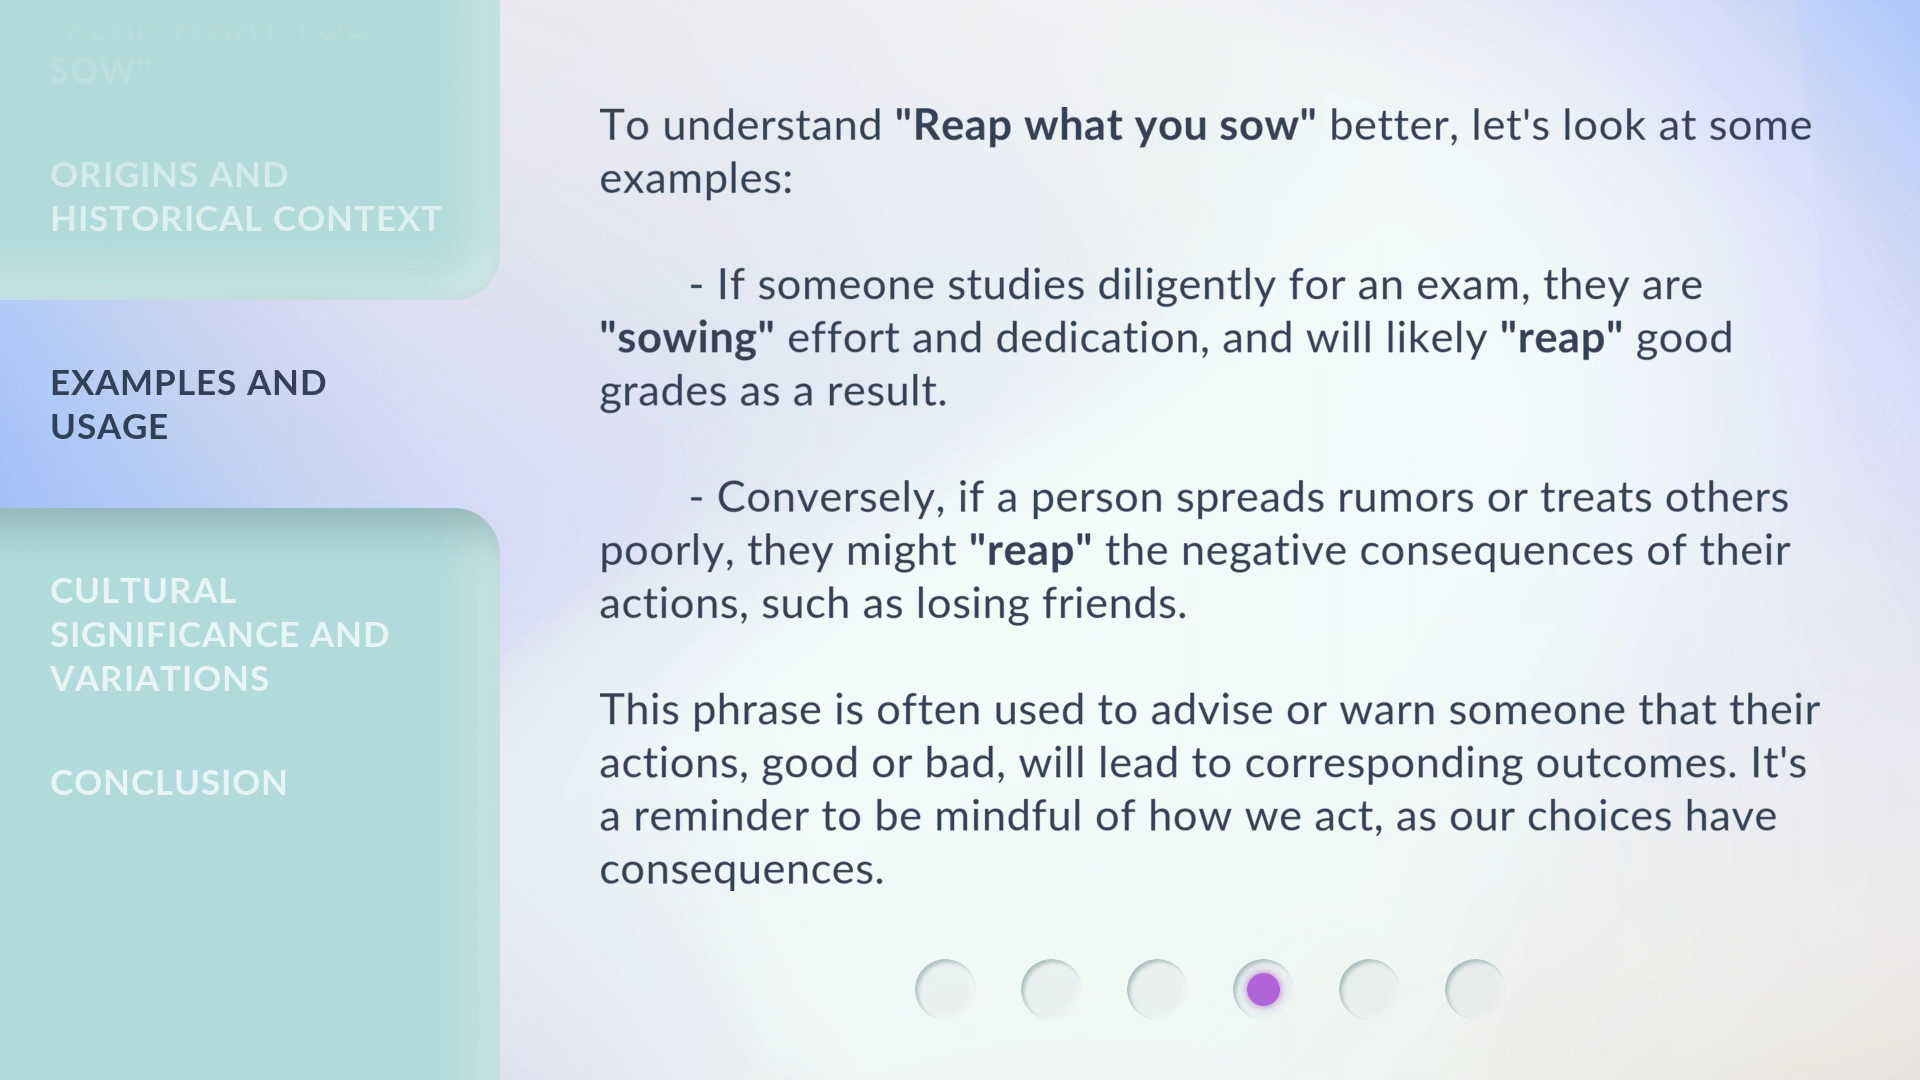 "REAP WHAT YOU
SOW"
ORIGINS AND
HISTORICAL CONTEXT
EXAMPLES AND
USAGE
CULTURAL
SIGNIFICANCE AND
VARIATIONS
CONCLUSION
To understand "Reap what you sow" better, let's look at some
examples:
- If someone studies diligently for an exam, they are
"sowing" effort and dedication, and will likely "reap" good
grades as a result.
- Conversely, if a person spreads rumors or treats others
poorly, they might "reap" the negative consequences of their
actions, such as losing friends.
This phrase is often used to advise or warn someone that their
actions, good or bad, will lead to corresponding outcomes. It's
a reminder to be mindful of how we act, as our choices have
consequences.